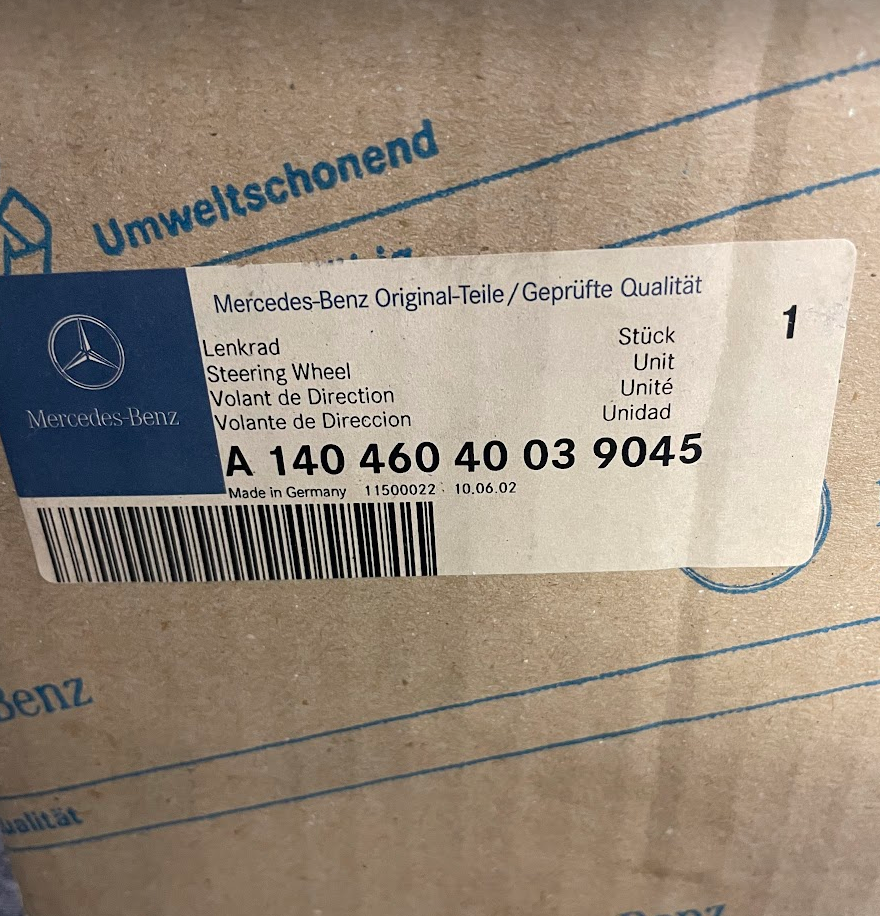 Umweltschonend
Mercedes-Benz Original-Teile/Geprüfte Qualität
1
Lenkrad Stück
Steering Wheel Unit
Volant de Direction Unité
Volante de Direccion Unidad
Mercedes-Benz
A 140 460 40 03 9045
Made in Germany 11500022 10.06.02
Benz